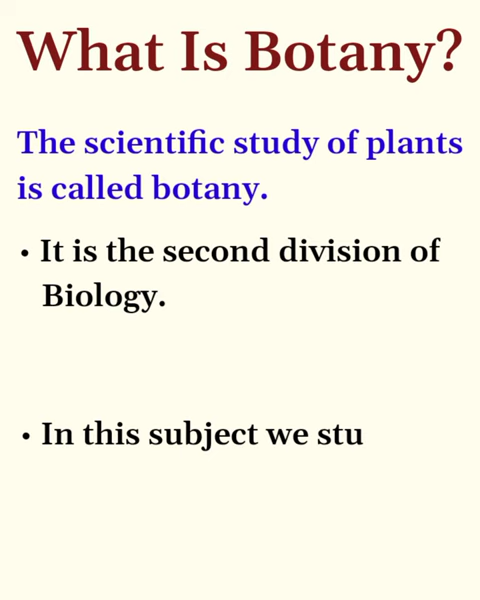 What Is Botany?
The scientific study of plants
is called botany.
• It is the second division of
Biology.
• In this subject we stu